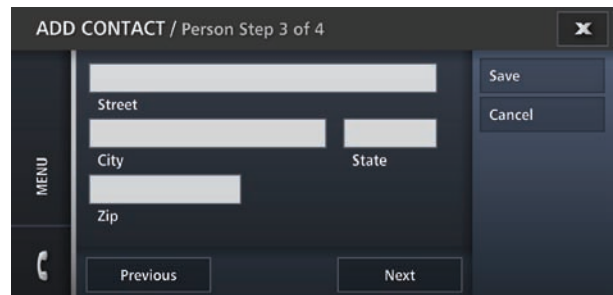 ADD CONTACT / Person Step 3 of 4
Save
Street
Cancel
City State
MENU
Zip
Previous Next